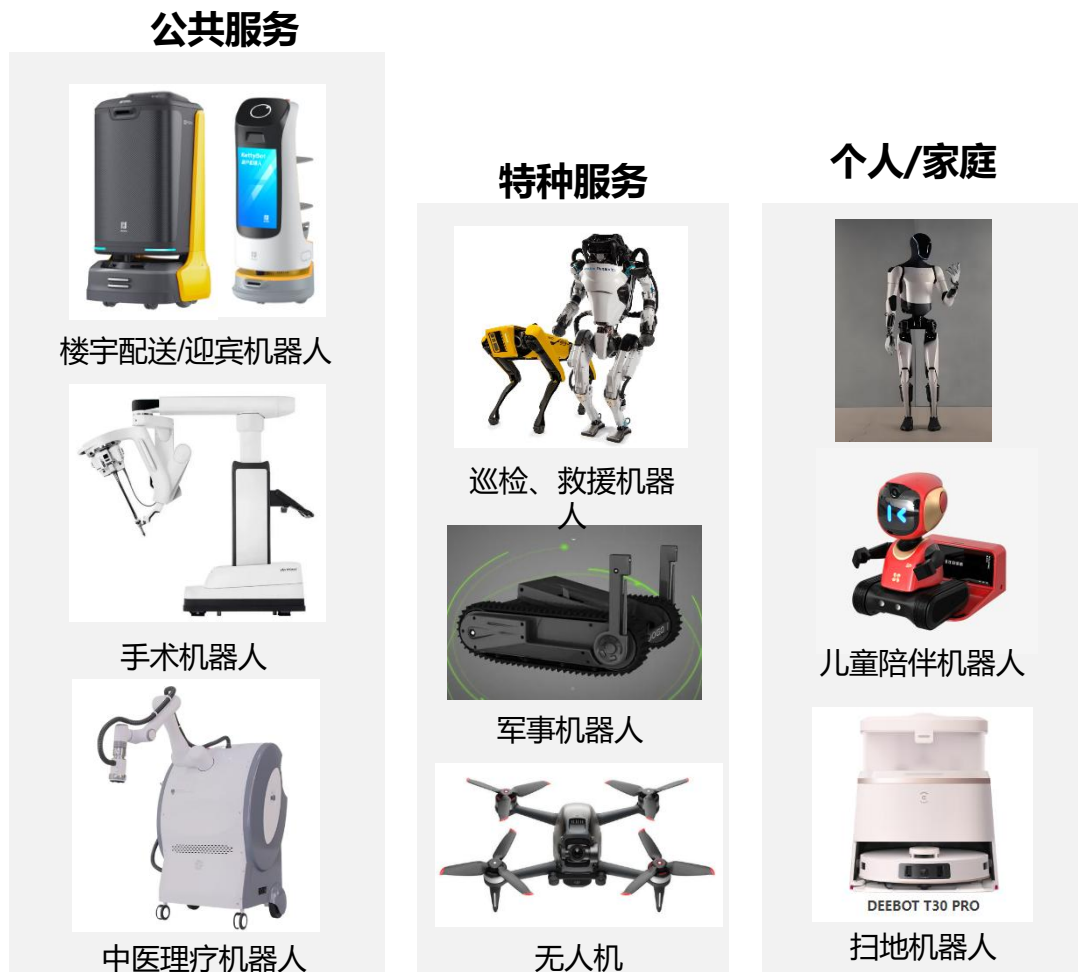 公共服务
楼宇配送/迎宾机器人
手术机器人
中医理疗机器人
特种服务
巡检、救援机器
人
军事机器人
无人机
个人/家庭
儿童陪伴机器人
DEEBOT T30 PRO
扫地机器人